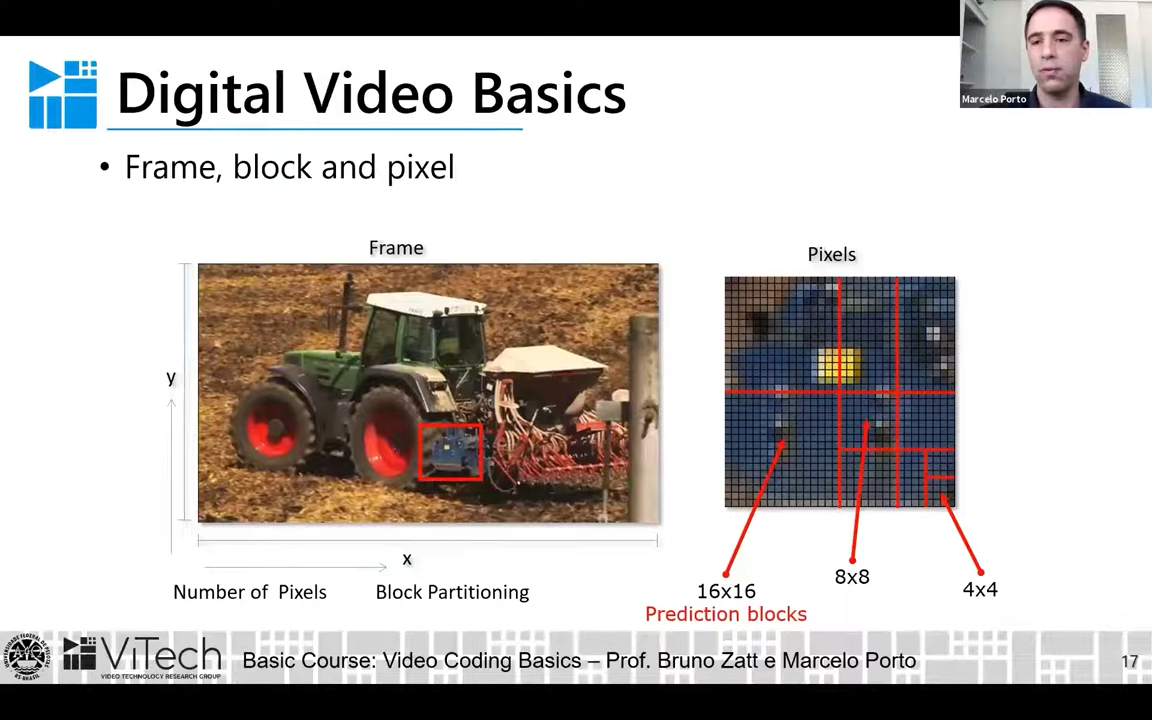 Marcelo Porto
Digital Video Basics
• Frame, block and pixel
Frame
Pixels
y
x
Number of Pixels
Block Partitioning
16x16
8x8
4x4
Prediction blocks
ViTech
VIDEO TECHNOLOGY RESEARCH GROUP
Basic Course: Video Coding Basics – Prof. Bruno Zatt e Marcelo Porto
17